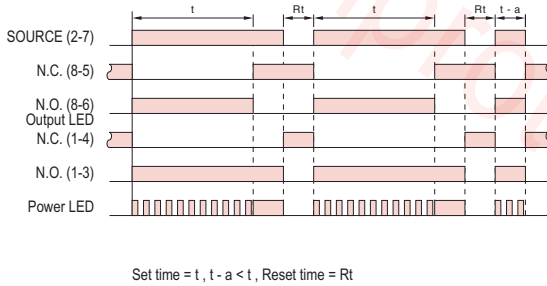 t Rt t Rt t - a
SOURCE (2-7)
N.C. (8-5)
N.O. (8-6)
Output LED
N.C. (1-4)
N.O. (1-3)
Power LED
Set time = t , t - a < t , Reset time = Rt